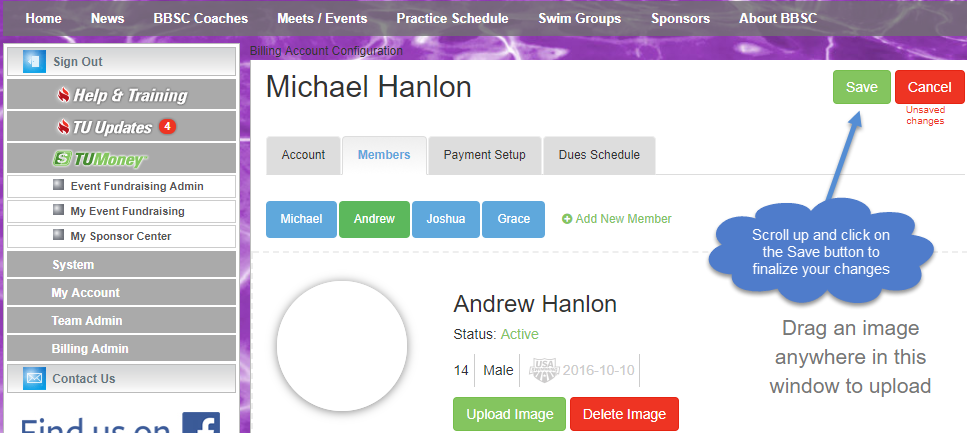 Home News BBSC Coaches Meets / Events Practice Schedule Swim Groups Sponsors About BBSC
Sign Out
Help & Training
TU Updates 4
$ TUMoney
Event Fundraising Admin
My Event Fundraising
My Sponsor Center
System
My Account
Team Admin
Billing Admin
Contact Us
Find us on f
Billing Account Configuration
Michael Hanlon
Save Cancel
Unsaved
changes
Account Members Payment Setup Dues Schedule
Michael Andrew Joshua Grace Add New Member
Scroll up and click on
the Save button to
finalize your changes
Andrew Hanlon
Status: Active
14 Male USA 2016-10-10
Upload Image Delete Image
Drag an image
anywhere in this
window to upload